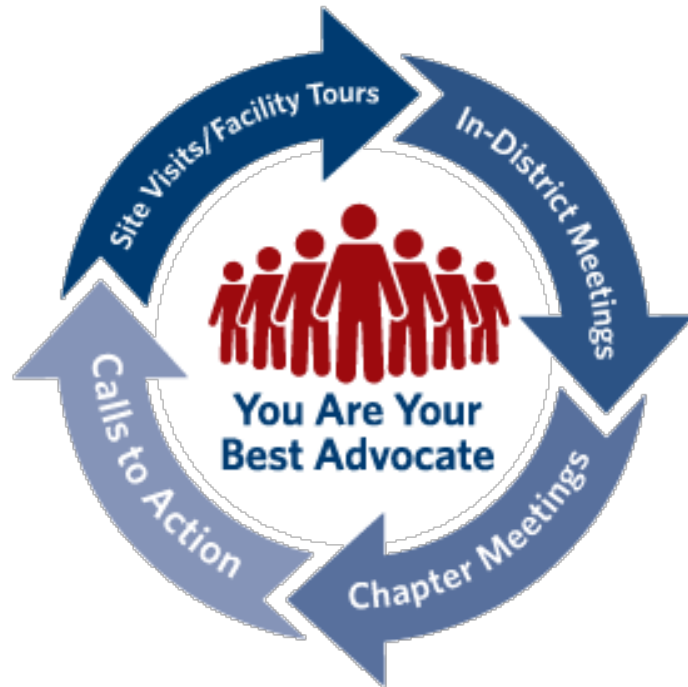 Site Visits/Facility Tours
In-District Meetings
Chapter Meetings
Calls to Action
You Are Your
Best Advocate